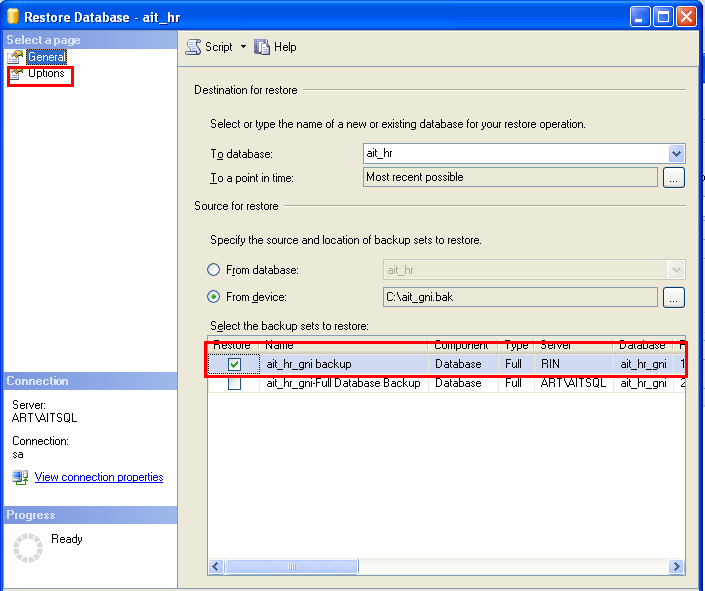 Restore Database - ait_hr
Select a page
General
Options
Script
Help
Destination for restore
Select or type the name of a new or existing database for your restore operation.
To database:
ait_hr
To a point in time:
Most recent possible
...
Source for restore
Specify the source and location of backup sets to restore.
From database:
ait_hr
From device:
C:\ait_gni.bak
...
Select the backup sets to restore:
Restore Name Component Type Server Database
ait_hr_gni backup Database Full RIN ait_hr_gni 1
ait_hr_gni-Full Database Backup Database Full ART\AITSQL ait_hr_gni 2
Connection
Server:
ART\AITSQL
Connection:
sa
View connection properties
Progress
Ready